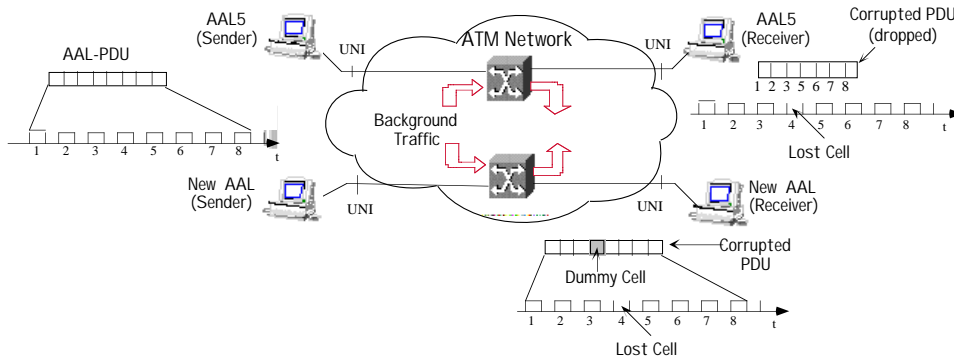 AAL5
(Sender)
UNI
ATM Network
UNI
AAL5
(Receiver)
Corrupted PDU
(dropped)
AAL-PDU
1 2 3 4 5 6 7 8
1 2 3 4 5 6 7 8 t
Lost Cell
Background
Traffic
1 2 3 4 5 6 7 8 t
New AAL
(Sender)
UNI
UNI
New AAL
(Receiver)
Corrupted
PDU
Dummy Cell
1 2 3 4 5 6 7 8 t
Lost Cell